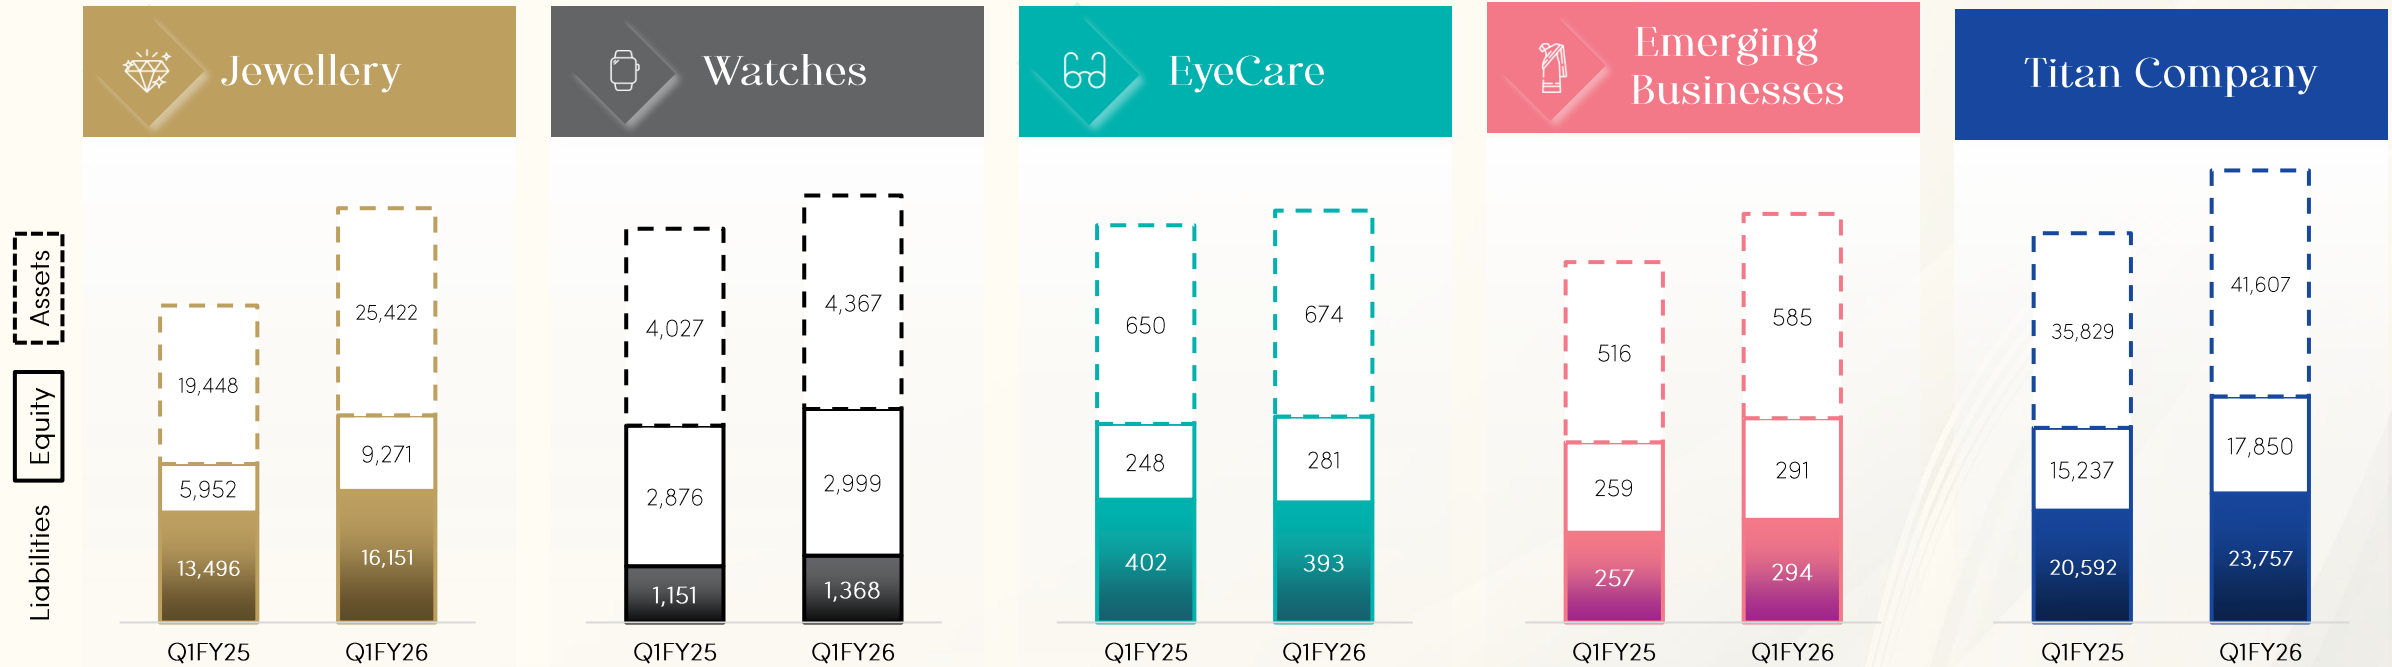 Jewellery
Watches
EyeCare
Emerging
Businesses
Titan Company
Assets
Equity
Liabilities
19,448
5,952
13,496
Q1FY25
25,422
9,271
16,151
Q1FY26
4,027
2,876
1,151
Q1FY25
4,367
2,999
1,368
Q1FY26
650
248
402
Q1FY25
674
281
393
Q1FY26
516
259
257
Q1FY25
585
291
294
Q1FY26
35,829
15,237
20,592
Q1FY25
41,607
17,850
23,757
Q1FY26